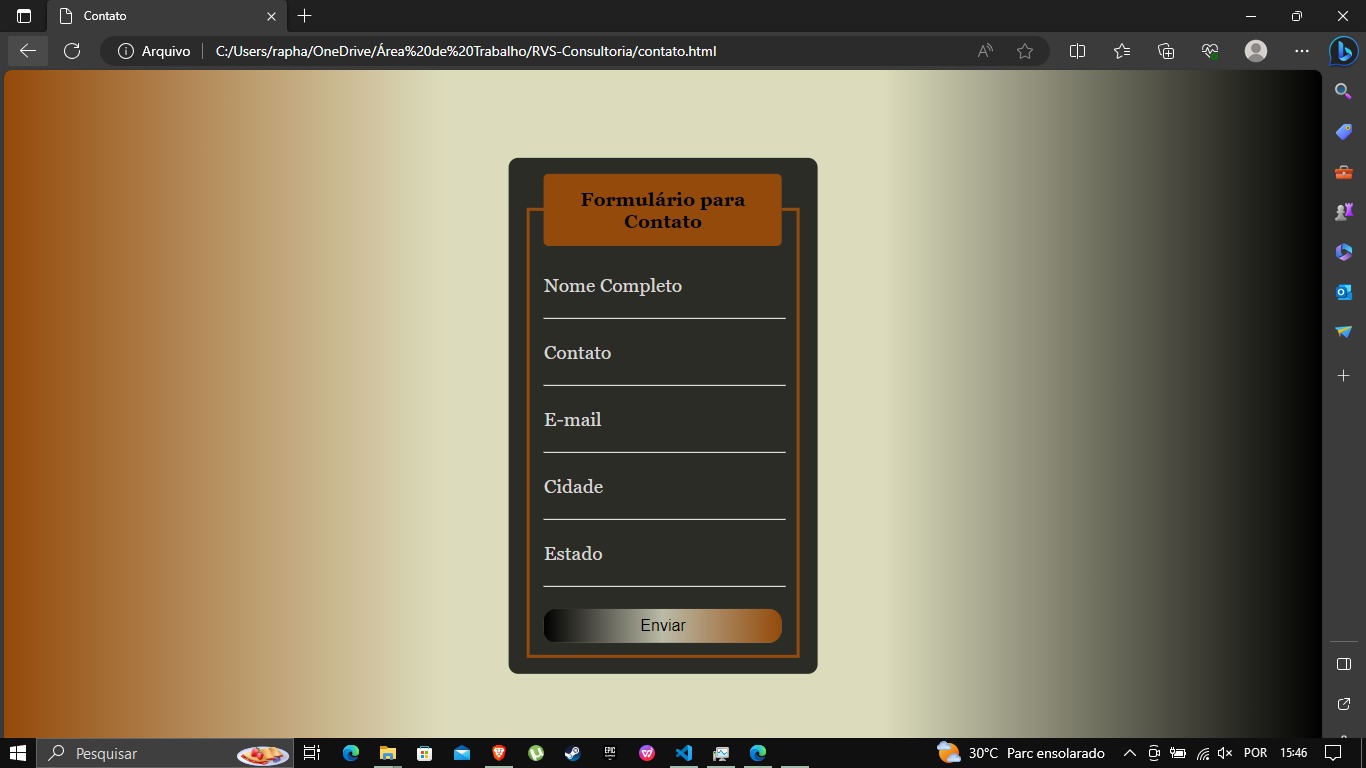 Contato
Arquivo
C:/Users/rapha/OneDrive/Área%20de%20Trabalho/RVS-Consultoria/contato.html
Formulário para
Contato
Nome Completo
Contato
E-mail
Cidade
Estado
Enviar
Pesquisar
EPIC
30°C Parc ensolarado
POR
15:46